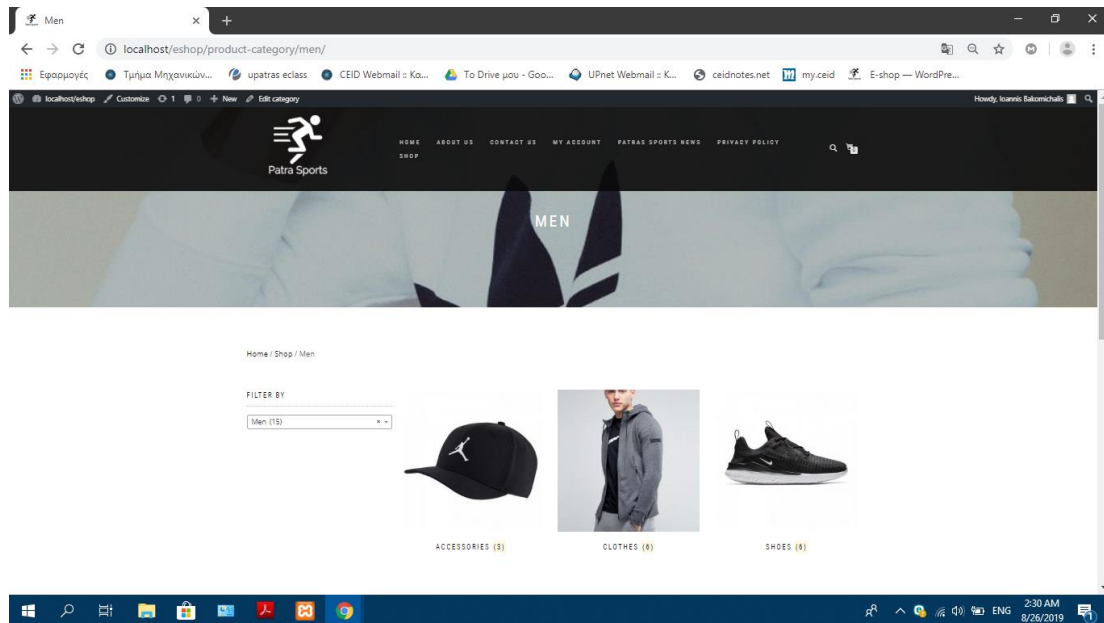 Men
localhost/eshop/product-category/men/
Εφαρμογές Τμήμα Μηχανικών... upatras eclass CEID Webmail :: Κα... Το Drive μου - Goo... UPnet Webmail :: Κ... ceidnotes.net my.ceid E-shop — WordPre...
localhost/eshop Customize 1 0 + New Edit category Howdy, Ioannis Bakomichalis
HOME ABOUT US CONTACT US MY ACCOUNT PATRAS SPORTS NEWS PRIVACY POLICY
SHOP
Patra Sports
MEN
Home / Shop / Men
FILTER BY
Men (15) ×
ACCESSORIES (3) CLOTHES (6) SHOES (6)
ENG 2:30 AM
8/26/2019